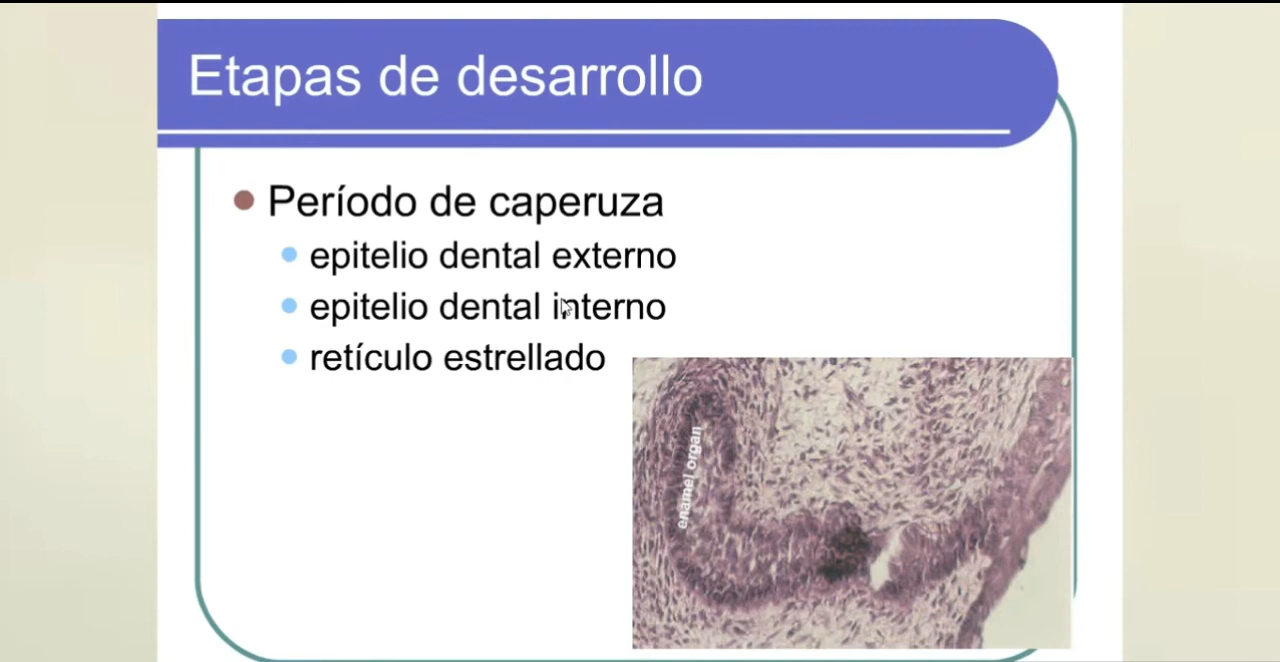 Etapas de desarrollo
Período de caperuza
epitelio dental externo
epitelio dental interno
retículo estrellado
enamel organ